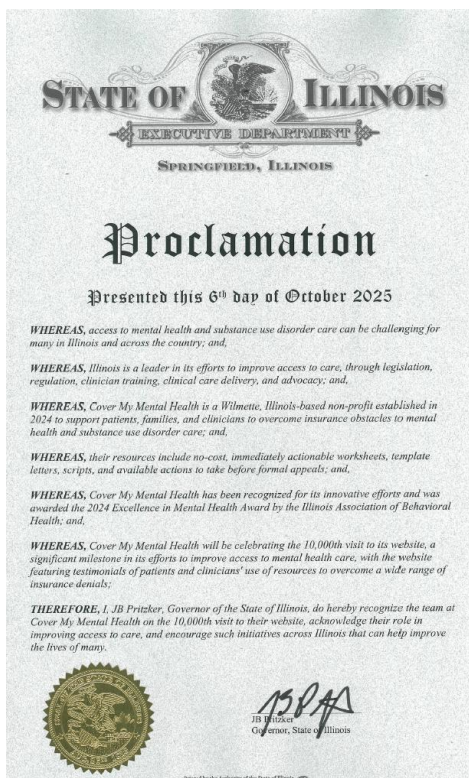 STATE OF ILLINOIS
EXECUTIVE DEPARTMENT
SPRINGFIELD, ILLINOIS
Proclamation
Presented this 6th day of October 2025
WHEREAS, access to mental health and substance use disorder care can be challenging for
many in Illinois and across the country; and,
WHEREAS, Illinois is a leader in its efforts to improve access to care, through legislation,
regulation, clinician training, clinical care delivery, and advocacy; and,
WHEREAS, Cover My Mental Health is a Wilmette, Illinois-based non-profit established in
2024 to support patients, families, and clinicians to overcome insurance obstacles to mental
health and substance use disorder care; and,
WHEREAS, their resources include no-cost, immediately actionable worksheets, template
letters, scripts, and available actions to take before formal appeals; and,
WHEREAS, Cover My Mental Health has been recognized for its innovative efforts and was
awarded the 2024 Excellence in Mental Health Award by the Illinois Association of Behavioral
Health; and,
WHEREAS, Cover My Mental Health will be celebrating the 10,000th visit to its website, a
significant milestone in its efforts to improve access to mental health care, with the website
featuring testimonials of patients and clinicians' use of resources to overcome a wide range of
insurance denials;
THEREFORE, I, JB Pritzker, Governor of the State of Illinois, do hereby recognize the team at
Cover My Mental Health on the 10,000th visit to their website, acknowledge their role in
improving access to care, and encourage such initiatives across Illinois that can help improve
the lives of many.
JB Pritzker
Governor, State of Illinois